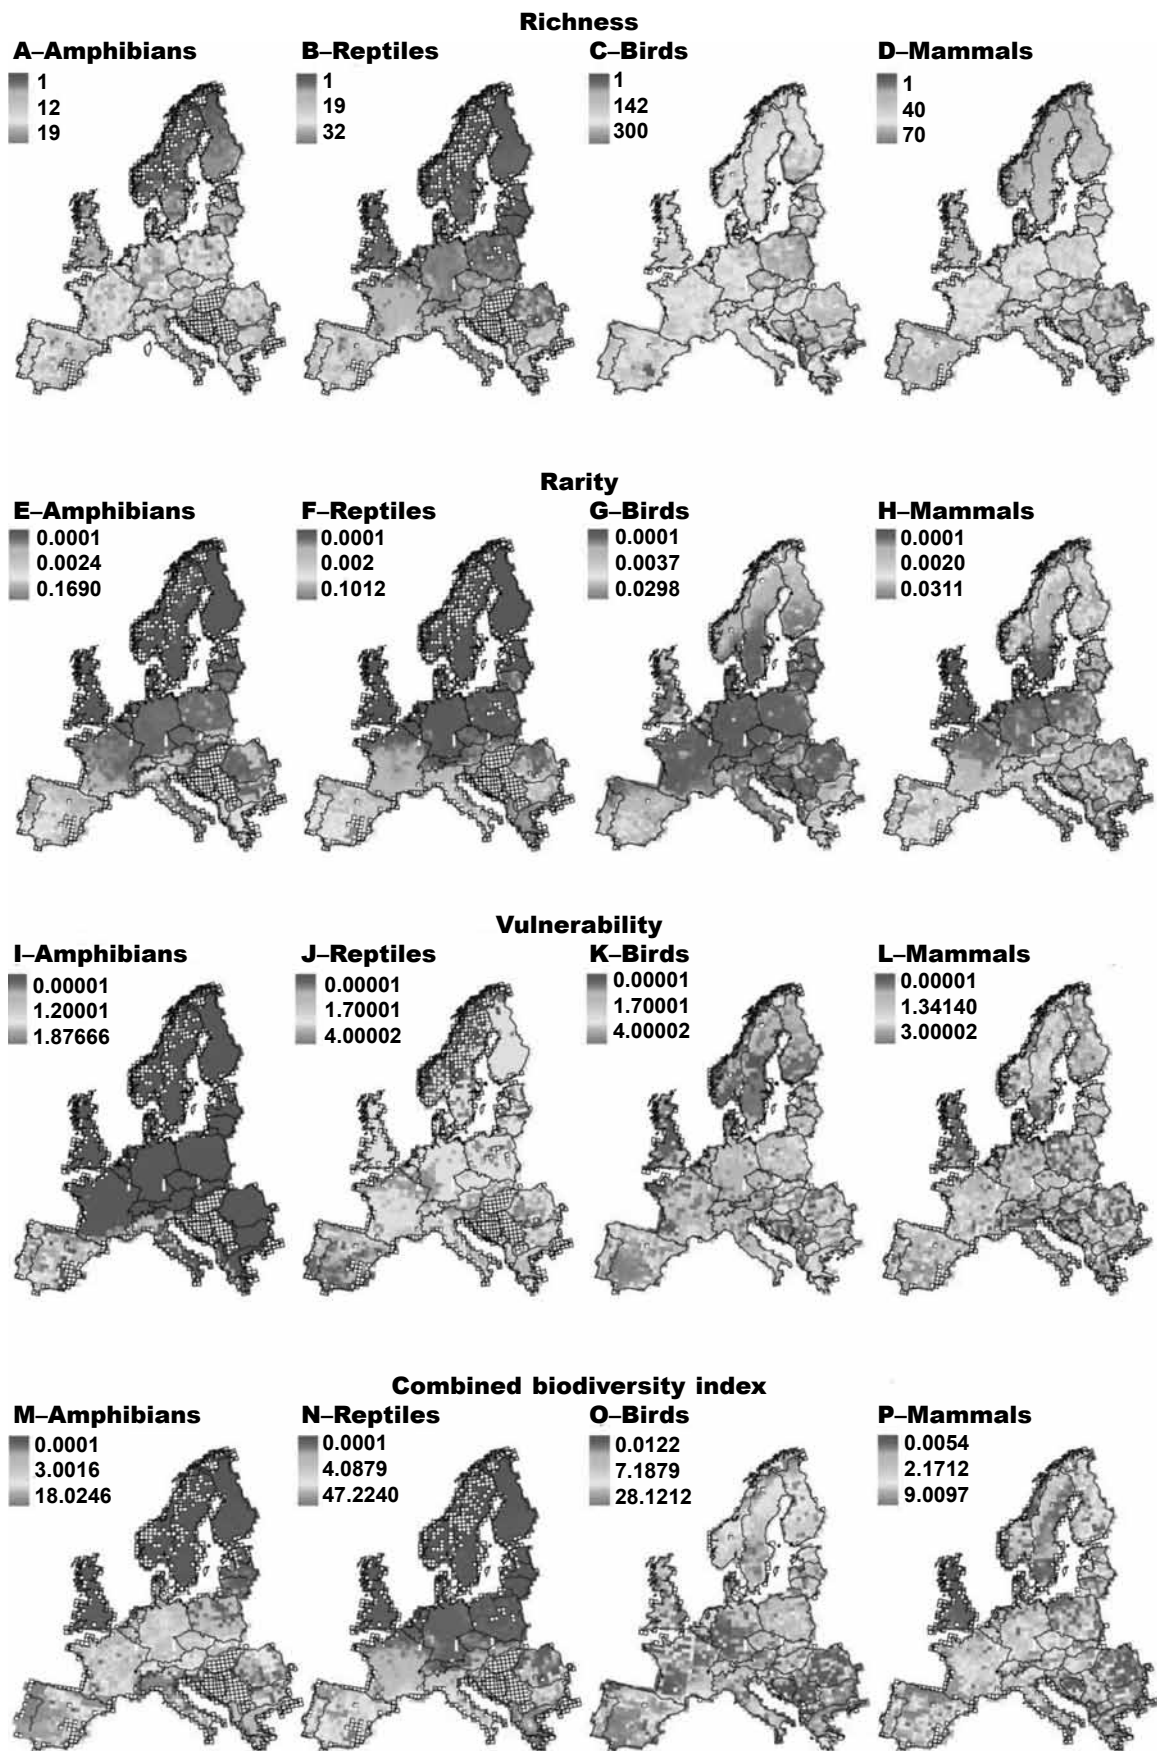 Richness
A–Amphibians
1
12
19
B–Reptiles
1
19
32
C–Birds
1
142
300
D–Mammals
1
40
70
Rarity
E–Amphibians
0.0001
0.0024
0.1690
F–Reptiles
0.0001
0.002
0.1012
G–Birds
0.0001
0.0037
0.0298
H–Mammals
0.0001
0.0020
0.0311
Vulnerability
I–Amphibians
0.00001
1.20001
1.87666
J–Reptiles
0.00001
1.70001
4.00002
K–Birds
0.00001
1.70001
4.00002
L–Mammals
0.00001
1.34140
3.00002
Combined biodiversity index
M–Amphibians
0.0001
3.0016
18.0246
N–Reptiles
0.0001
4.0879
47.2240
O–Birds
0.0122
7.1879
28.1212
P–Mammals
0.0054
2.1712
9.0097